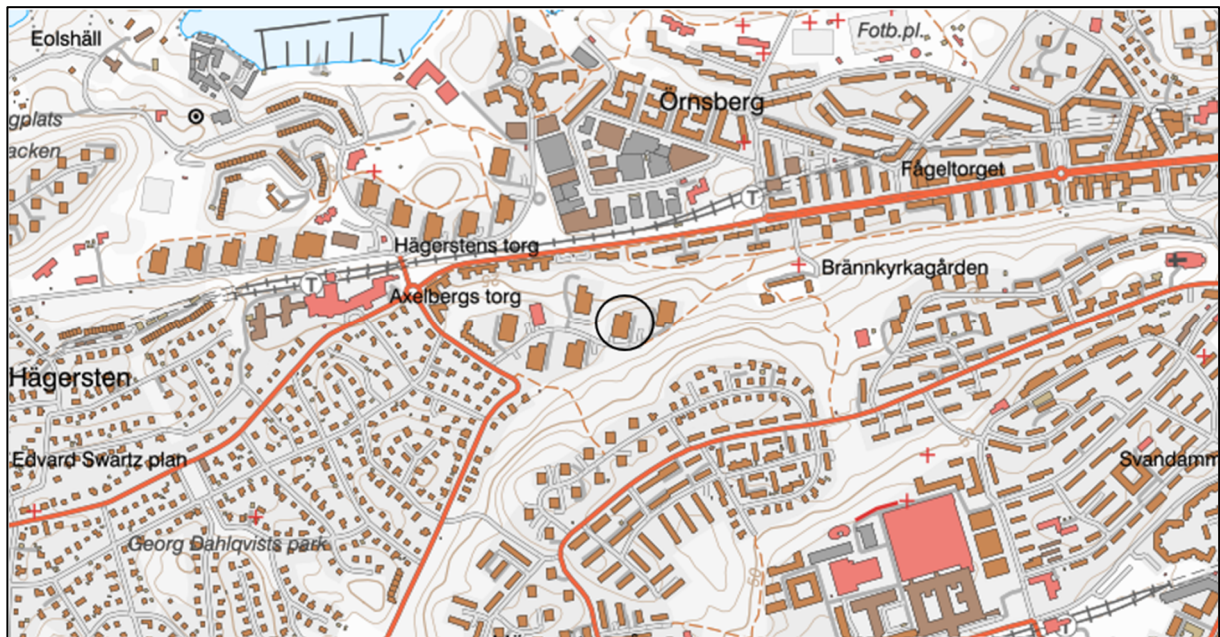 Eolshäll
Fotb.pl.
Örnsberg
gplats
acken
Fågeltorget
T
Hägerstens torg
Brännkyrkagården
T
Axelbergs torg
Hägersten
Edvard Swartz plan
Svandamm
Georg Dahlqvists park
T